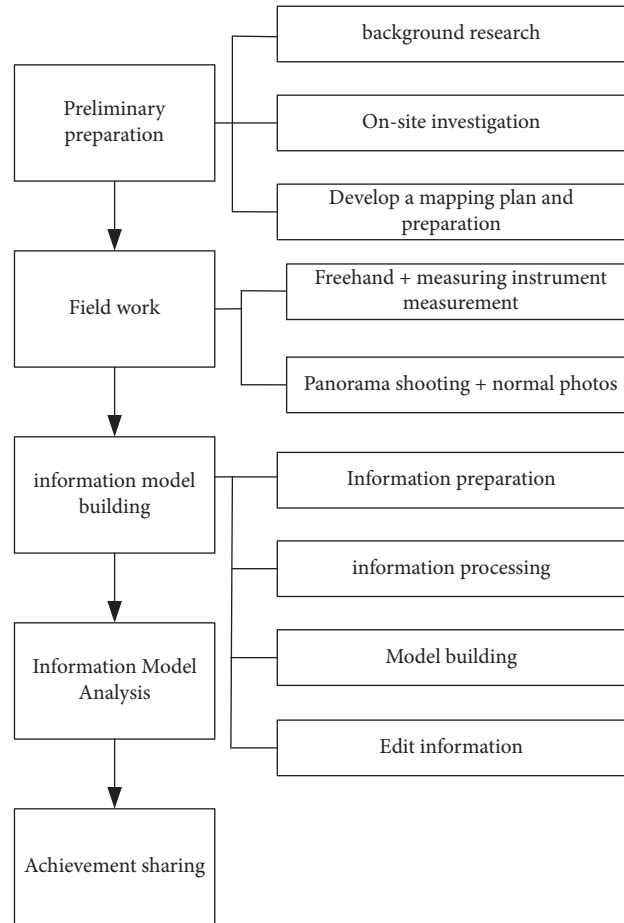 background research
Preliminary
preparation
On-site investigation
Develop a mapping plan and
preparation
Field work
Freehand + measuring instrument
measurement
Panorama shooting + normal photos
information model
building
Information preparation
information processing
Model building
Edit information
Information Model
Analysis
Achievement sharing